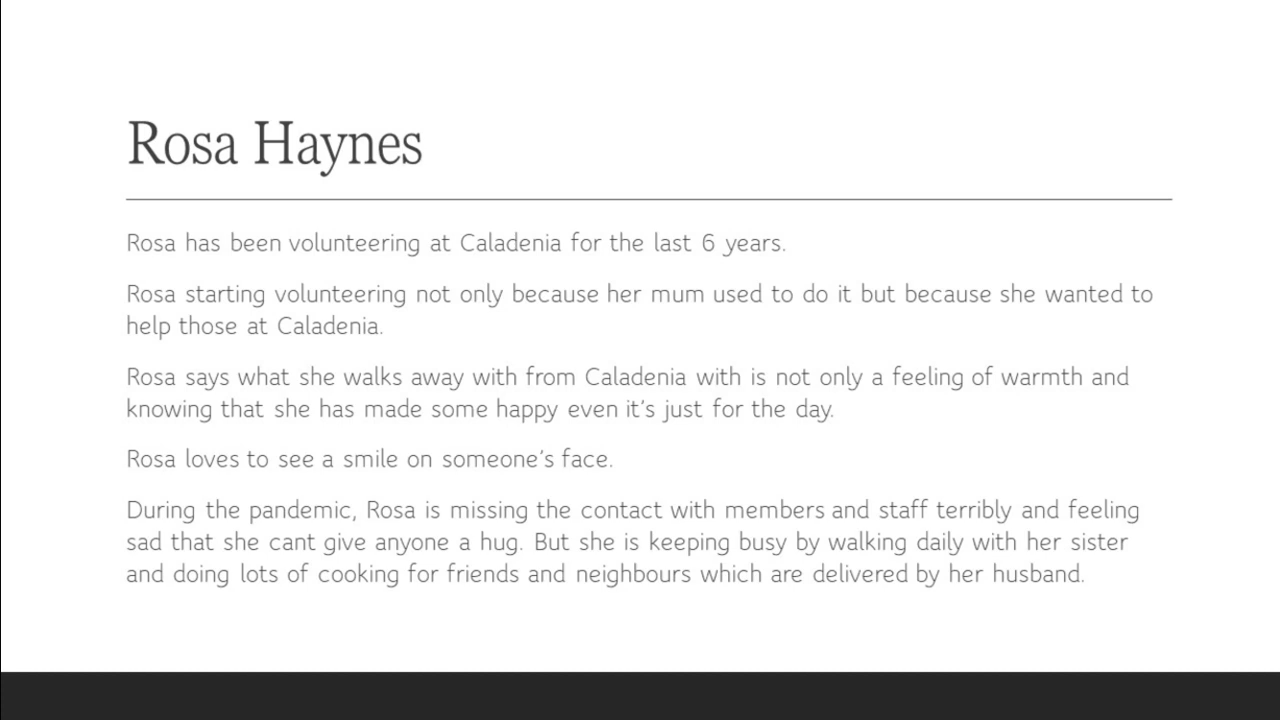 Rosa Haynes
Rosa has been volunteering at Caladenia for the last 6 years.
Rosa starting volunteering not only because her mum used to do it but because she wanted to
help those at Caladenia.
Rosa says what she walks away with from Caladenia with is not only a feeling of warmth and
knowing that she has made some happy even it’s just for the day.
Rosa loves to see a smile on someone’s face.
During the pandemic, Rosa is missing the contact with members and staff terribly and feeling
sad that she cant give anyone a hug. But she is keeping busy by walking daily with her sister
and doing lots of cooking for friends and neighbours which are delivered by her husband.